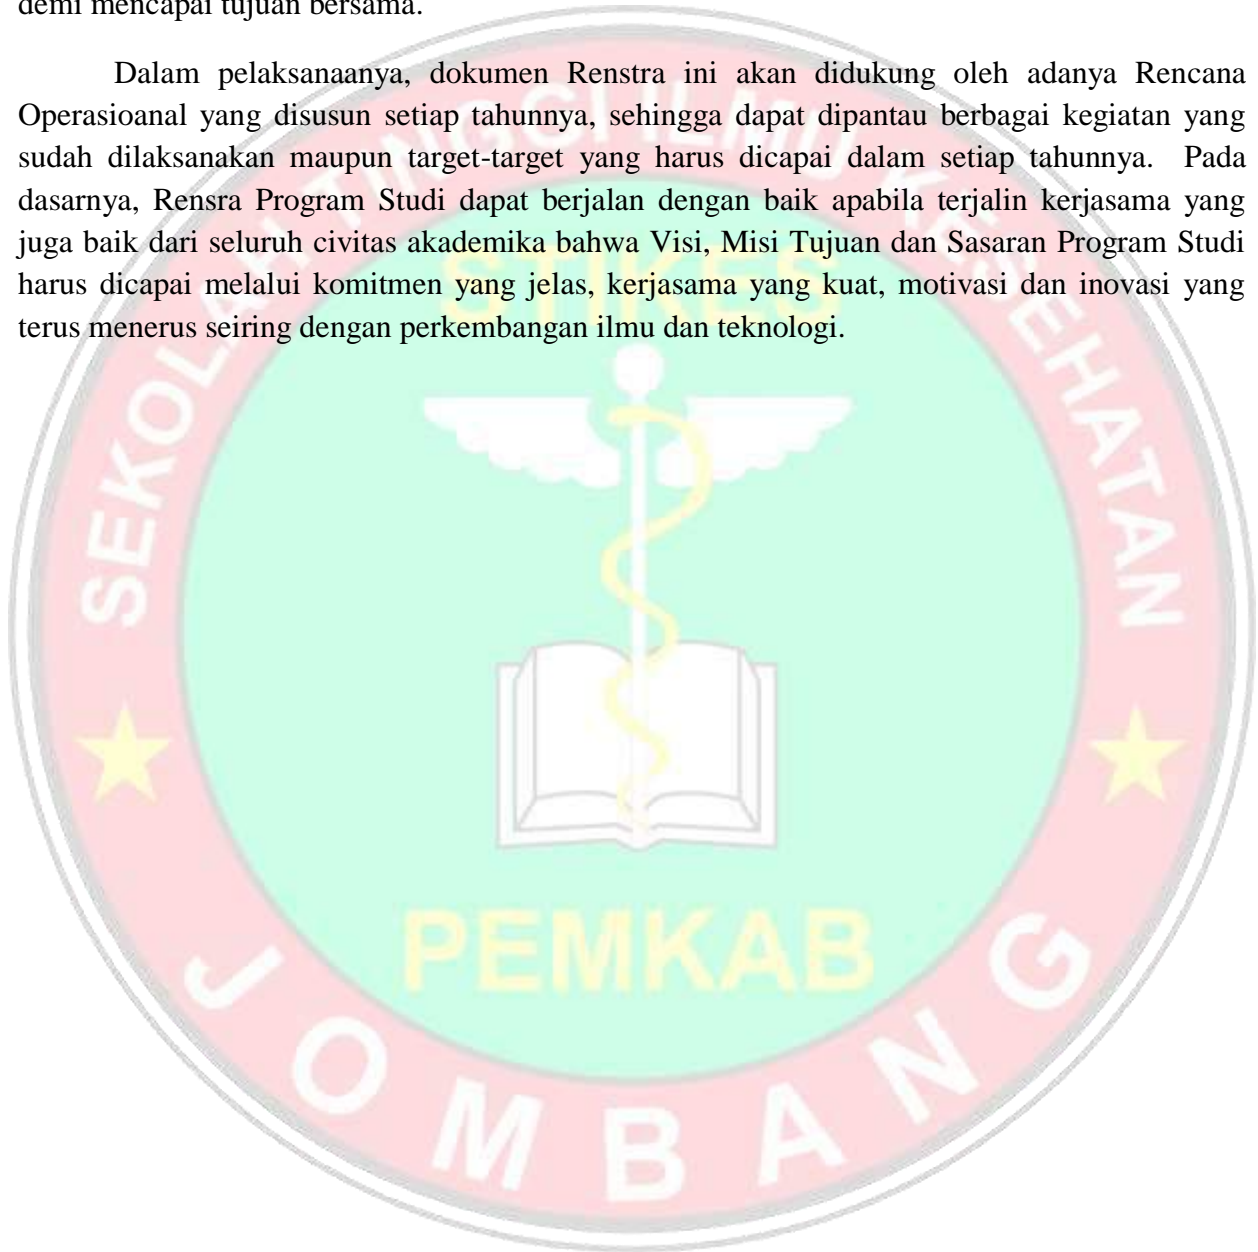 demi mencapai tujuan bersama.
Dalam pelaksanaanya, dokumen Renstra ini akan didukung oleh adanya Rencana
Operasioanal yang disusun setiap tahunnya, sehingga dapat dipantau berbagai kegiatan yang
sudah dilaksanakan maupun target-target yang harus dicapai dalam setiap tahunnya. Pada
dasarnya, Rensra Program Studi dapat berjalan dengan baik apabila terjalin kerjasama yang
juga baik dari seluruh civitas akademika bahwa Visi, Misi Tujuan dan Sasaran Program Studi
harus dicapai melalui komitmen yang jelas, kerjasama yang kuat, motivasi dan inovasi yang
terus menerus seiring dengan perkembangan ilmu dan teknologi.
SEKOLAH TINGGI ILMU KESEHATAN
STIKES
PEMKAB
JOMBANG